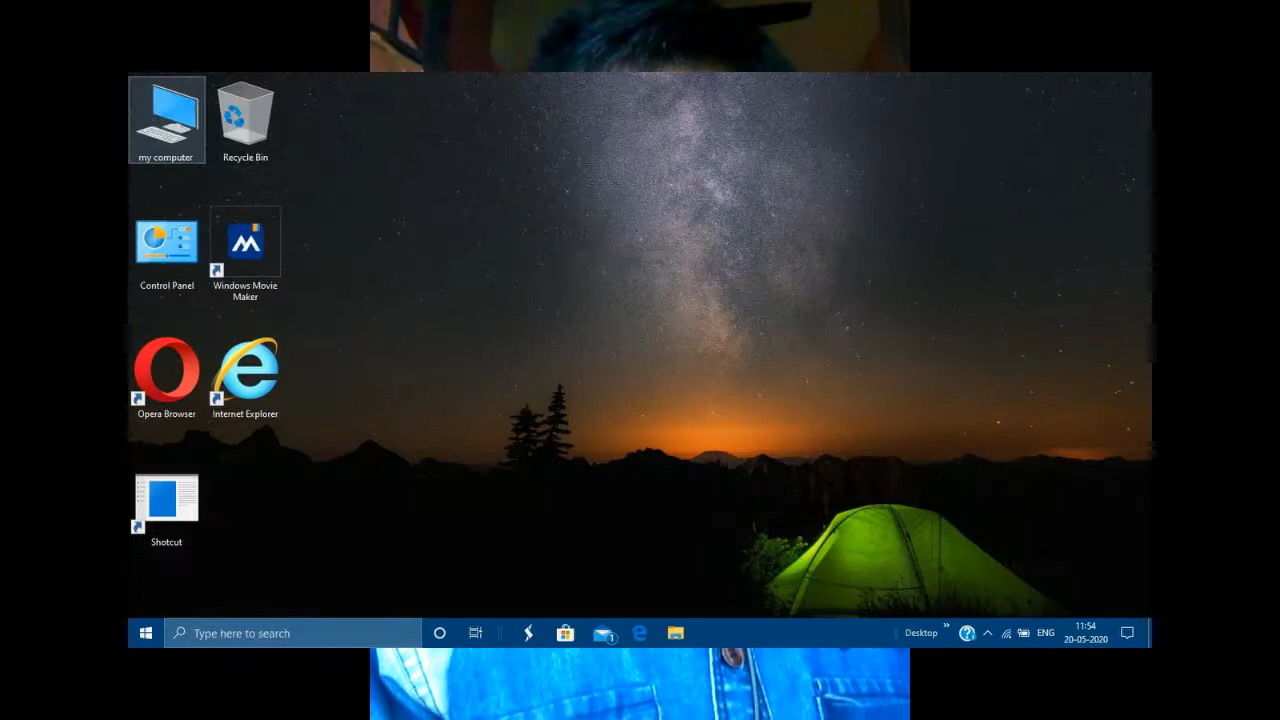 my computer
Recycle Bin
Control Panel
Windows Movie
Maker
Opera Browser
Internet Explorer
Shotcut
Type here to search
1
Desktop
ENG
11:54
20-05-2020